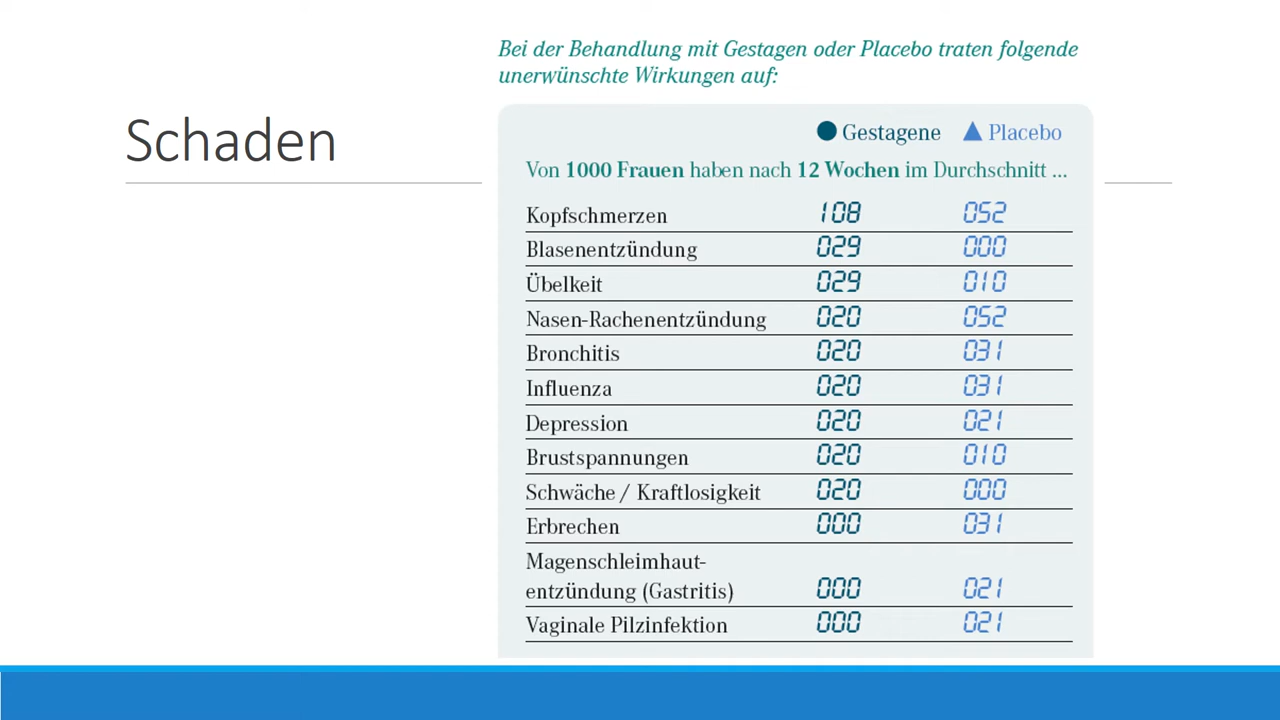 Schaden
Bei der Behandlung mit Gestagen oder Placebo traten folgende
unerwünschte Wirkungen auf:
Gestagene Placebo
Von 1000 Frauen haben nach 12 Wochen im Durchschnitt ...
Kopfschmerzen 108 052
Blasenentzündung 029 000
Übelkeit 029 010
Nasen-Rachenentzündung 020 052
Bronchitis 020 031
Influenza 020 031
Depression 020 021
Brustspannungen 020 010
Schwäche / Kraftlosigkeit 020 000
Erbrechen 000 031
Magenschleimhaut-
entzündung (Gastritis) 000 021
Vaginale Pilzinfektion 000 021